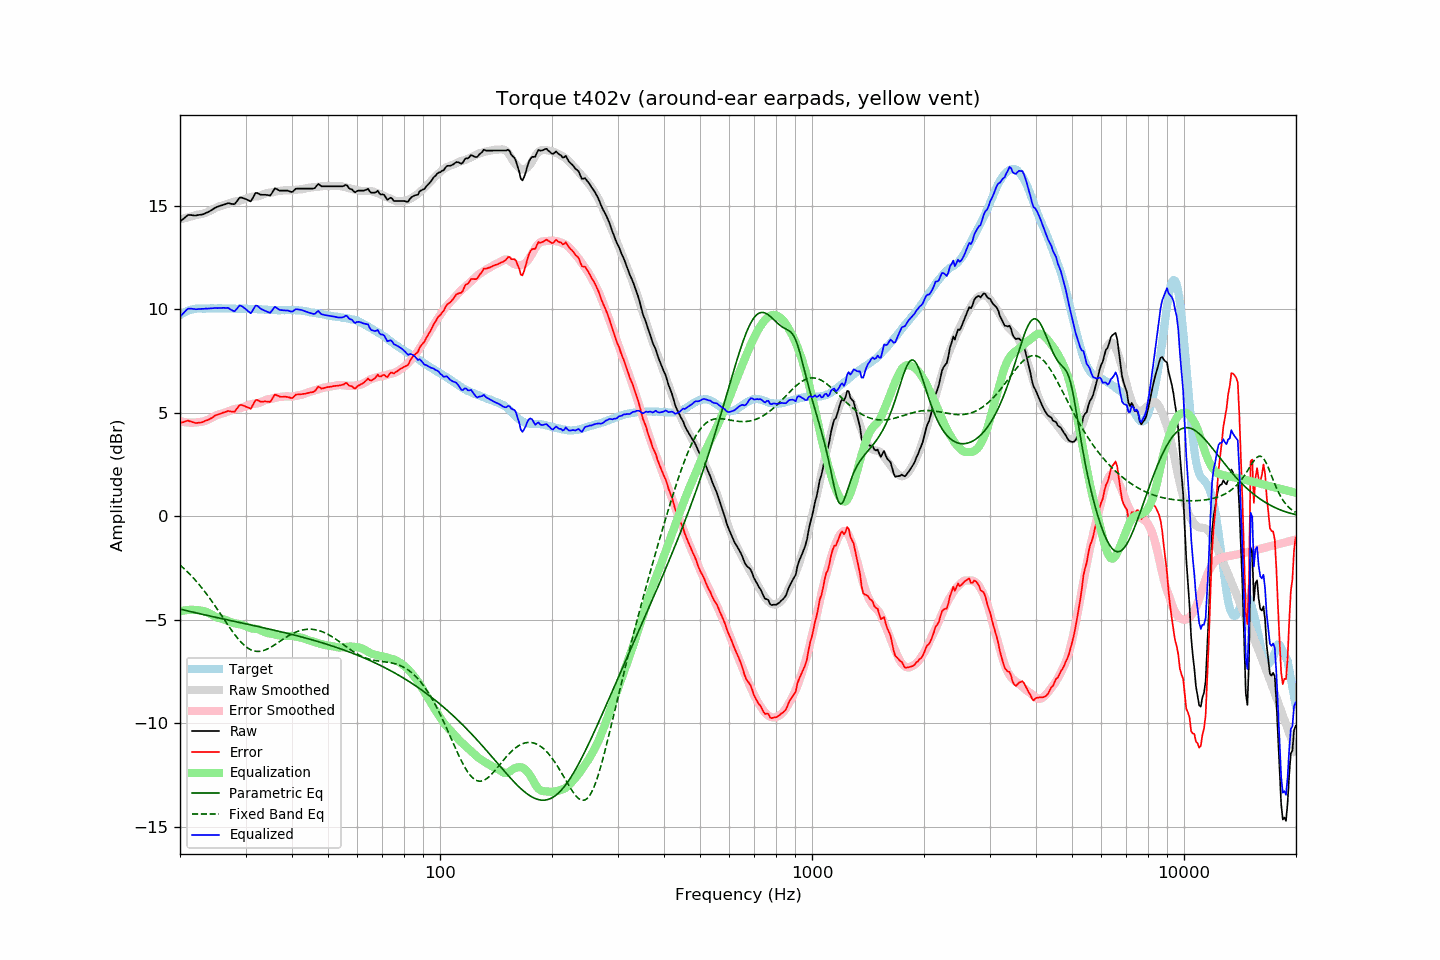 Torque t402v (around-ear earpads, yellow vent)
Amplitude (dBr)
15
10
5
0
−5
−10
−15
Target
Raw Smoothed
Error Smoothed
Raw
Error
Equalization
Parametric Eq
Fixed Band Eq
Equalized
100
1000
10000
Frequency (Hz)